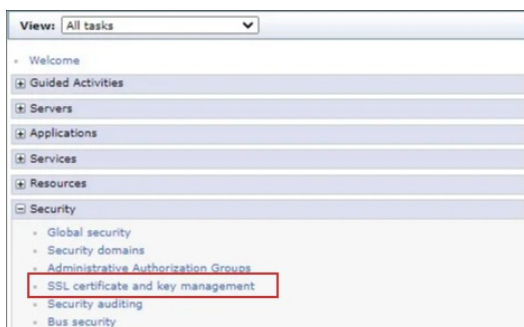 View: All tasks
Welcome
Guided Activities
Servers
Applications
Services
Resources
Security
Global security
Security domains
Administrative Authorization Groups
SSL certificate and key management
Security auditing
Bus security